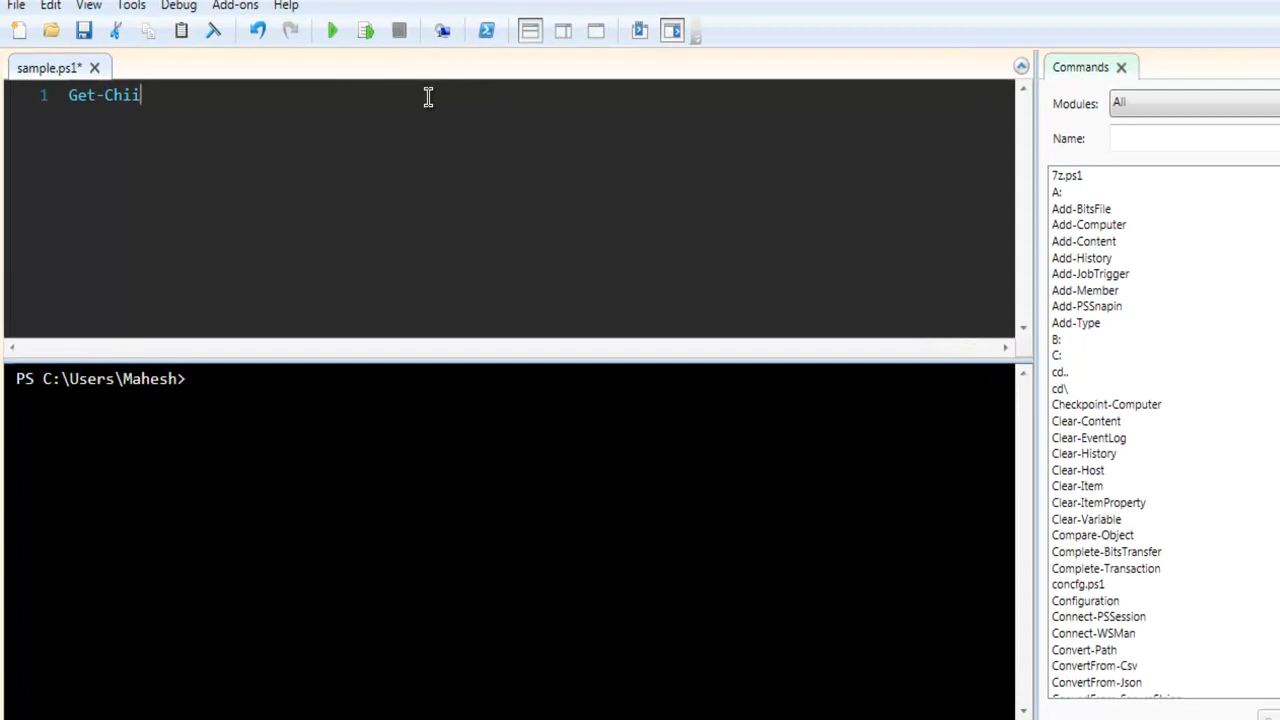 File Edit View Tools Debug Add-ons Help
sample.ps1*
1 Get-Chii
PS C:\Users\Mahesh>
Commands
Modules: All
Name:
7z.ps1
A:
Add-BitsFile
Add-Computer
Add-Content
Add-History
Add-JobTrigger
Add-Member
Add-PSSnapin
Add-Type
B:
C:
cd..
cd\
Checkpoint-Computer
Clear-Content
Clear-EventLog
Clear-History
Clear-Host
Clear-Item
Clear-ItemProperty
Clear-Variable
Compare-Object
Complete-BitsTransfer
Complete-Transaction
concfg.ps1
Configuration
Connect-PSSession
Connect-WSMan
Convert-Path
ConvertFrom-Csv
ConvertFrom-Json